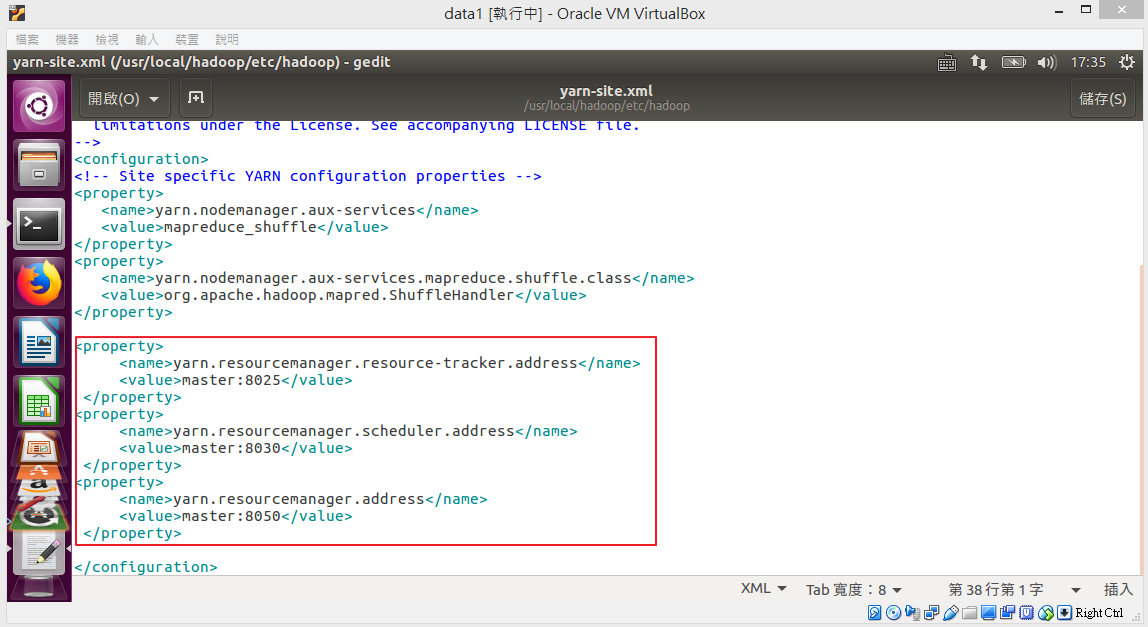 data1 [執行中] - Oracle VM VirtualBox
檔案 機器 檢視 輸入 裝置 說明
yarn-site.xml (/usr/local/hadoop/etc/hadoop) - gedit 17:35
開啟(O) yarn-site.xml 儲存(S)
/usr/local/hadoop/etc/hadoop
limitations under the License. See accompanying LICENSE file.
-->
<configuration>
<!-- Site specific YARN configuration properties -->
<property>
<name>yarn.nodemanager.aux-services</name>
<value>mapreduce_shuffle</value>
</property>
<property>
<name>yarn.nodemanager.aux-services.mapreduce.shuffle.class</name>
<value>org.apache.hadoop.mapred.ShuffleHandler</value>
</property>
<property>
<name>yarn.resourcemanager.resource-tracker.address</name>
<value>master:8025</value>
</property>
<property>
<name>yarn.resourcemanager.scheduler.address</name>
<value>master:8030</value>
</property>
<property>
<name>yarn.resourcemanager.address</name>
<value>master:8050</value>
</property>
</configuration>
XML Tab 寬度：8 第 38 行第 1 字 插入
Right Ctrl